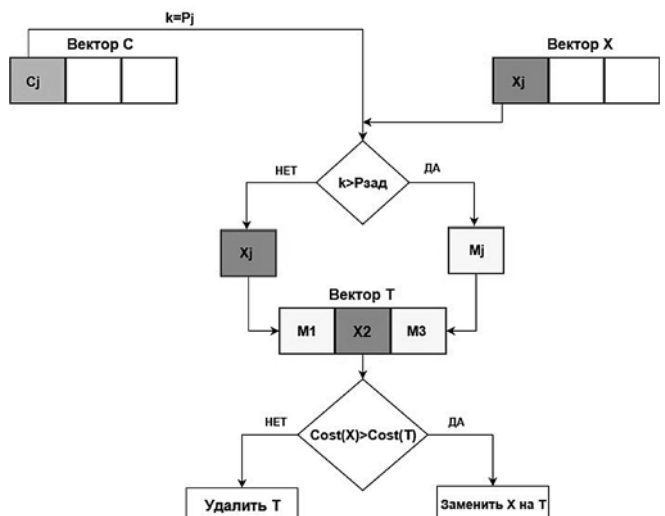 k=Pj
Вектор C
Вектор X
Cj
Xj
k>Pзад
НЕТ
ДА
Xj
Mj
Вектор T
M1
X2
M3
НЕТ
ДА
Cost(X)>Cost(T)
Удалить T
Заменить X на T